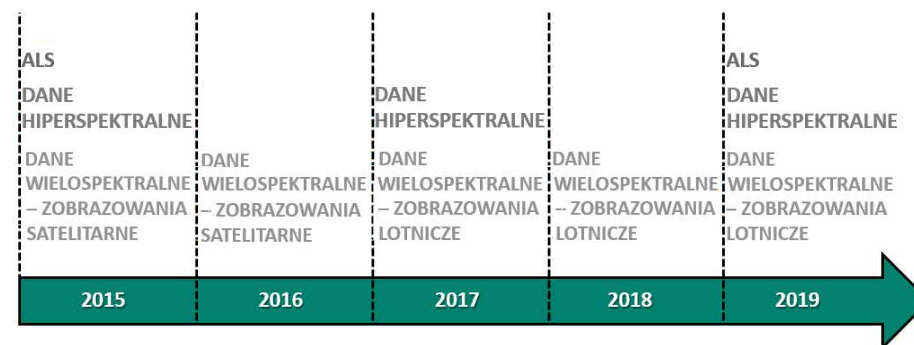 ALS
DANE
HIPERSPEKTRALNE
DANE
WIELOSPEKTRALNE
– ZOBRAZOWANIA
SATELITARNE
DANE
WIELOSPEKTRALNE
– ZOBRAZOWANIA
SATELITARNE
DANE
HIPERSPEKTRALNE
DANE
WIELOSPEKTRALNE
– ZOBRAZOWANIA
LOTNICZE
DANE
WIELOSPEKTRALNE
– ZOBRAZOWANIA
LOTNICZE
ALS
DANE
HIPERSPEKTRALNE
DANE
WIELOSPEKTRALNE
– ZOBRAZOWANIA
LOTNICZE
2015
2016
2017
2018
2019